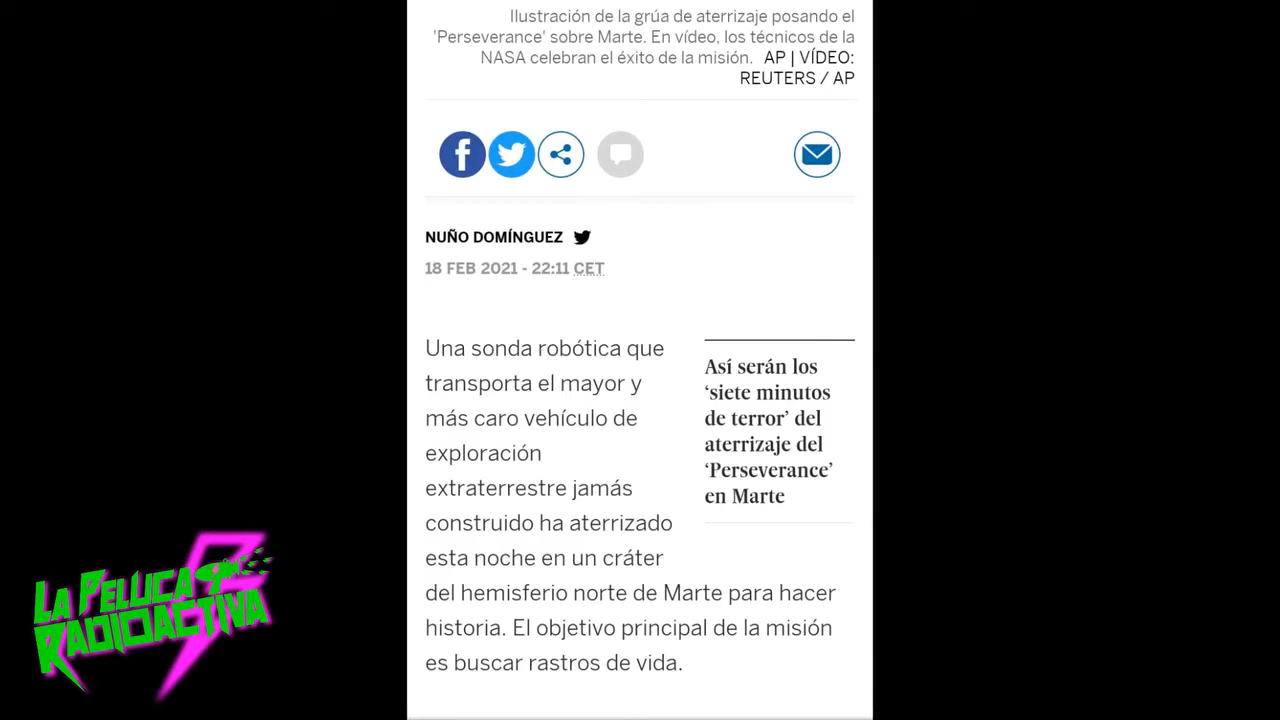 Ilustración de la grúa de aterrizaje posando el
'Perseverance' sobre Marte. En vídeo, los técnicos de la
NASA celebran el éxito de la misión. AP | VÍDEO:
REUTERS / AP
NUÑO DOMÍNGUEZ
18 FEB 2021 - 22:11 CET
Una sonda robótica que
transporta el mayor y
más caro vehículo de
exploración
extraterrestre jamás
construido ha aterrizado
esta noche en un cráter
del hemisferio norte de Marte para hacer
historia. El objetivo principal de la misión
es buscar rastros de vida.
Así serán los
‘siete minutos
de terror’ del
aterrizaje del
‘Perseverance’
en Marte
LA PELUCA
RADIOACTIVA